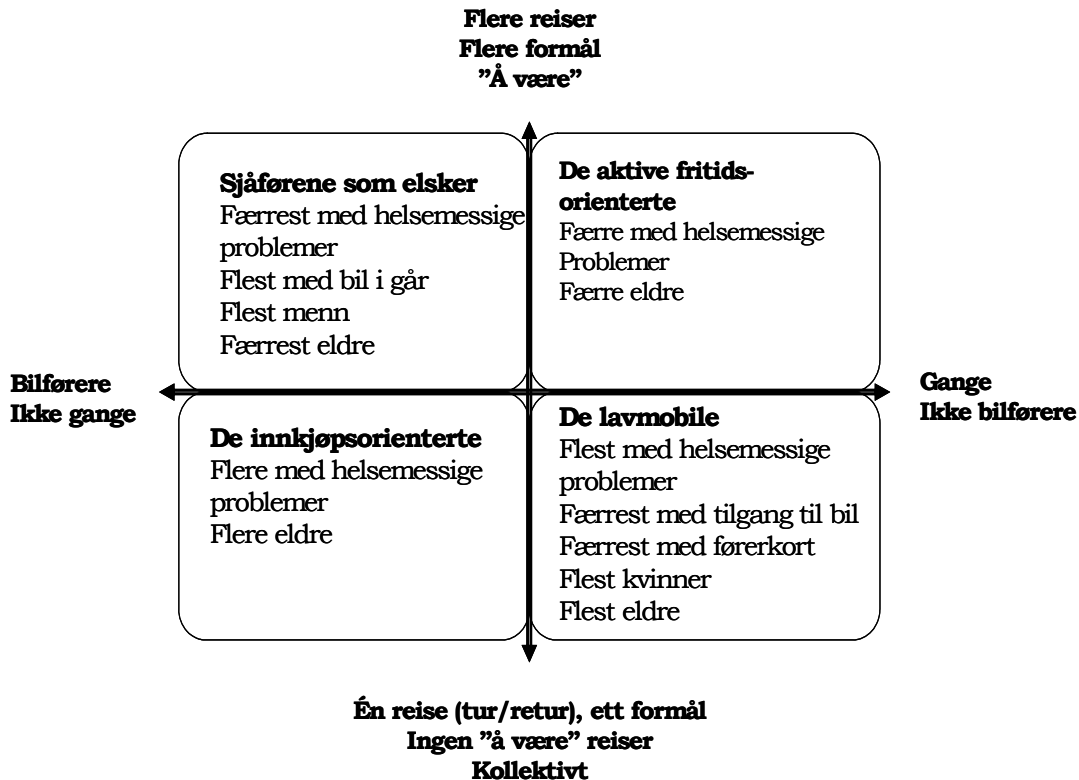 Flere reiser
Flere formål
”Å være”
Sjåførene som elsker
Færrest med helsemessige
problemer
Flest med bil i går
Flest menn
Færrest eldre
De aktive fritids-
orienterte
Færre med helsemessige
Problemer
Færre eldre
Bilførere
Ikke gange
Gange
Ikke bilførere
De innkjøpsorienterte
Flere med helsemessige
problemer
Flere eldre
De lavmobile
Flest med helsemessige
problemer
Færrest med tilgang til bil
Færrest med førerkort
Flest kvinner
Flest eldre
Én reise (tur/retur), ett formål
Ingen ”å være” reiser
Kollektivt